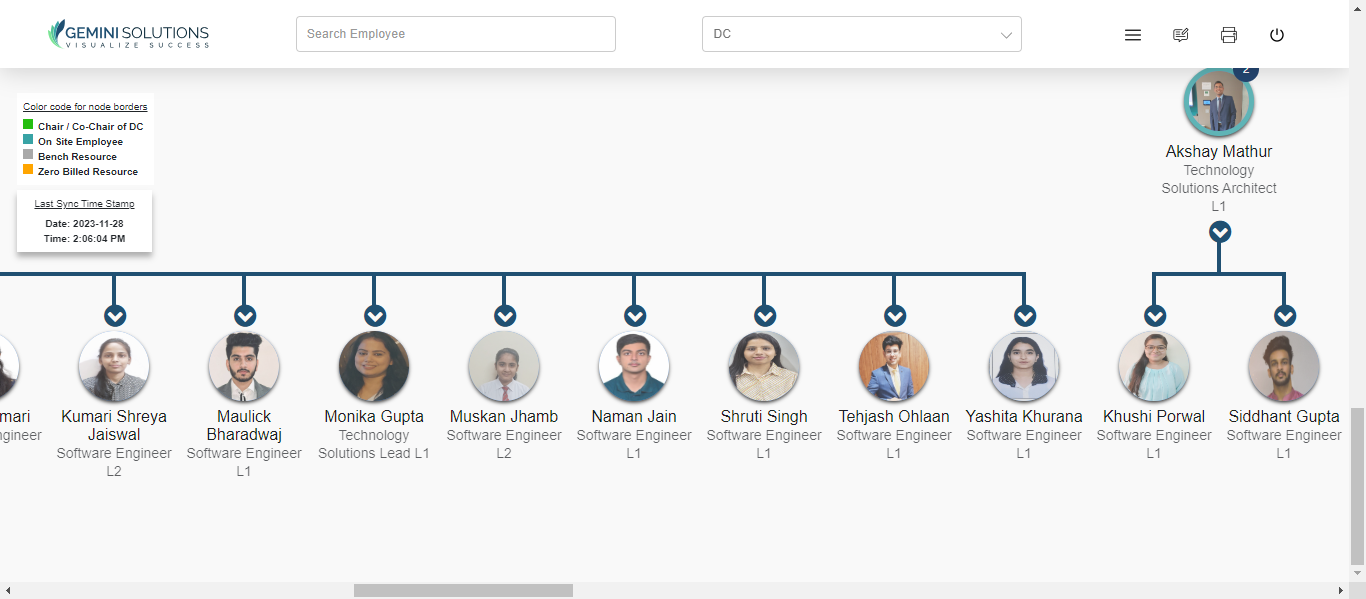 GEMINI SOLUTIONS
VISUALIZE SUCCESS
Search Employee
DC
2
Color code for node borders
Chair / Co-Chair of DC
On Site Employee
Bench Resource
Zero Billed Resource
Last Sync Time Stamp
Date: 2023-11-28
Time: 2:06:04 PM
Akshay Mathur
Technology
Solutions Architect
L1
Kumari Shreya
Jaiswal
Software Engineer
L2
Maulick
Bharadwaj
Software Engineer
L1
Monika Gupta
Technology
Solutions Lead L1
Muskan Jhamb
Software Engineer
L2
Naman Jain
Software Engineer
L1
Shruti Singh
Software Engineer
L1
Tehjash Ohlaan
Software Engineer
L1
Yashita Khurana
Software Engineer
L1
Khushi Porwal
Software Engineer
L1
Siddhant Gupta
Software Engineer
L1